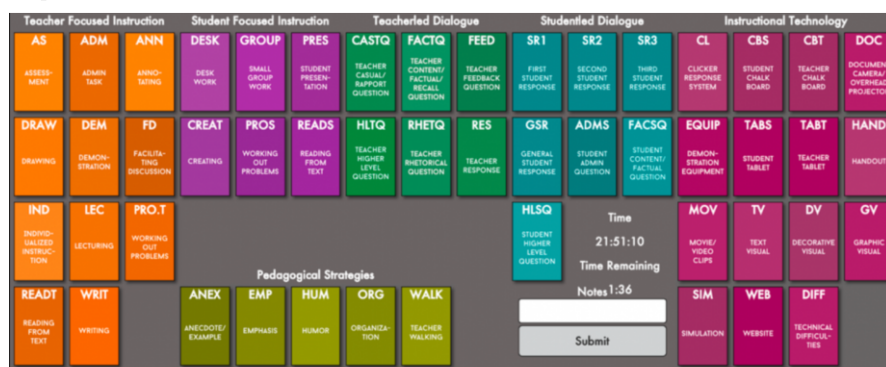 Teacher Focused Instruction
Student Focused Instruction
Teacherled Dialogue
Studentled Dialogue
Instructional Technology
AS
ASSESS-
MENT
ADM
ADMIN
TASK
ANN
ANNO-
TATING
DESK
DESK
WORK
GROUP
SMALL
GROUP
WORK
PRES
STUDENT
PRESEN-
TATION
CASTQ
TEACHER
CASUAL/
RAPPORT
QUESTION
FACTQ
TEACHER
CONTENT/
FACTUAL/
RECALL
QUESTION
FEED
TEACHER
FEEDBACK
QUESTION
SR1
FIRST
STUDENT
RESPONSE
SR2
SECOND
STUDENT
RESPONSE
SR3
THIRD
STUDENT
RESPONSE
CL
CLICKER
RESPONSE
SYSTEM
CBS
STUDENT
CHALK
BOARD
CBT
TEACHER
CHALK
BOARD
DOC
DOCUMENT
CAMERA/
OVERHEAD
PROJECTOR
DRAW
DRAWING
DEM
DEMON-
STRATION
FD
FACILITA-
TING
DISCUSSION
CREAT
CREATING
PROS
WORKING
OUT
PROBLEMS
READS
READING
FROM
TEXT
HLTQ
TEACHER
HIGHER
LEVEL
QUESTION
RHETQ
TEACHER
RHETORICAL
QUESTION
RES
TEACHER
RESPONSE
GSR
GENERAL
STUDENT
RESPONSE
ADMS
STUDENT
ADMIN
QUESTION
FACSQ
STUDENT
CONTENT/
FACTUAL
QUESTION
EQUIP
DEMON-
STRATION
EQUIPMENT
TABS
STUDENT
TABLET
TABT
TEACHER
TABLET
HAND
HANDOUT
IND
INDIVID-
UALIZED
INSTRUC-
TION
LEC
LECTURING
PRO.T
WORKING
OUT
PROBLEMS
HLSQ
STUDENT
HIGHER
LEVEL
QUESTION
Time
21:51:10
Time Remaining
Notes1:36
Submit
MOV
MOVIE/
VIDEO
CLIPS
TV
TEXT
VISUAL
DV
DECORATIVE
VISUAL
GV
GRAPHIC
VISUAL
Pedagogical Strategies
READT
READING
FROM
TEXT
WRIT
WRITING
ANEX
ANECDOTE/
EXAMPLE
EMP
EMPHASIS
HUM
HUMOR
ORG
ORGANIZA-
TION
WALK
TEACHER
WALKING
SIM
SIMULATION
WEB
WEBSITE
DIFF
TECHNICAL
DIFFICUL-
TIES